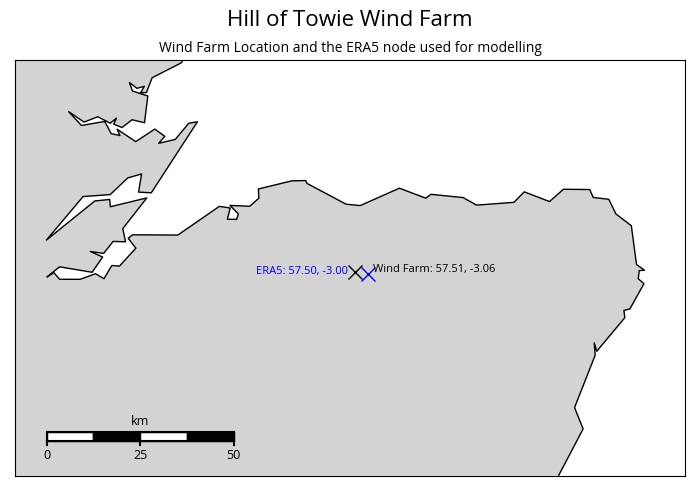 Hill of Towie Wind Farm
Wind Farm Location and the ERA5 node used for modelling
ERA5: 57.50, -3.00
Wind Farm: 57.51, -3.06
km
0 25 50